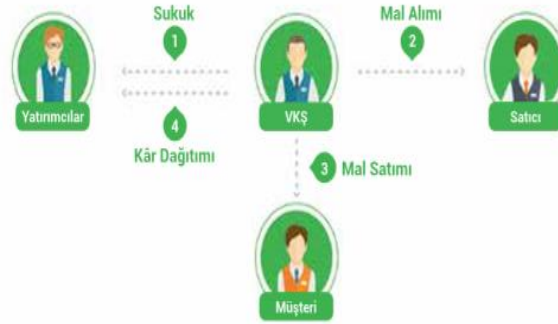 Sukuk
1
Mal Alımı
2
Yatırımcılar
VKŞ
Satıcı
4
Kâr Dağıtımı
3 Mal Satımı
Müşteri